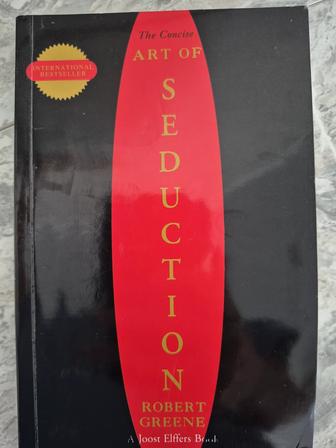 The Concise
ART OF
INTERNATIONAL
BESTSELLER
SEDUCTION
ROBERT
GREENE
A Joost Elffers Book